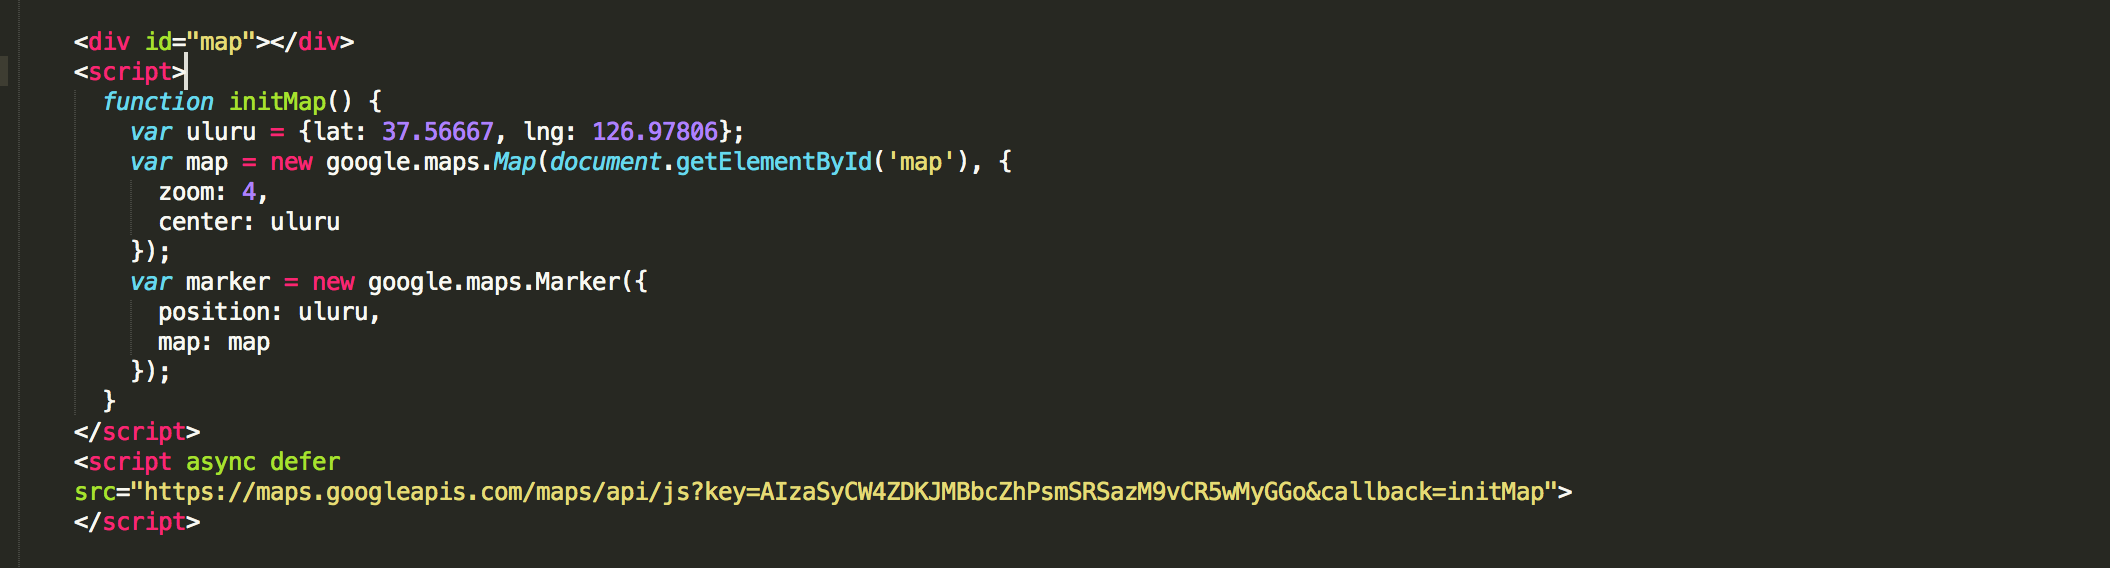 <div id="map"></div>
<script>
function initMap() {
var uluru = {lat: 37.56667, lng: 126.97806};
var map = new google.maps.Map(document.getElementById('map'), {
zoom: 4,
center: uluru
});
var marker = new google.maps.Marker({
position: uluru,
map: map
});
}
</script>
<script async defer
src="https://maps.googleapis.com/maps/api/js?key=AIzaSyCW4ZDKJMBbcZhPsmSRSazM9vCR5wMyGGo&callback=initMap">
</script>